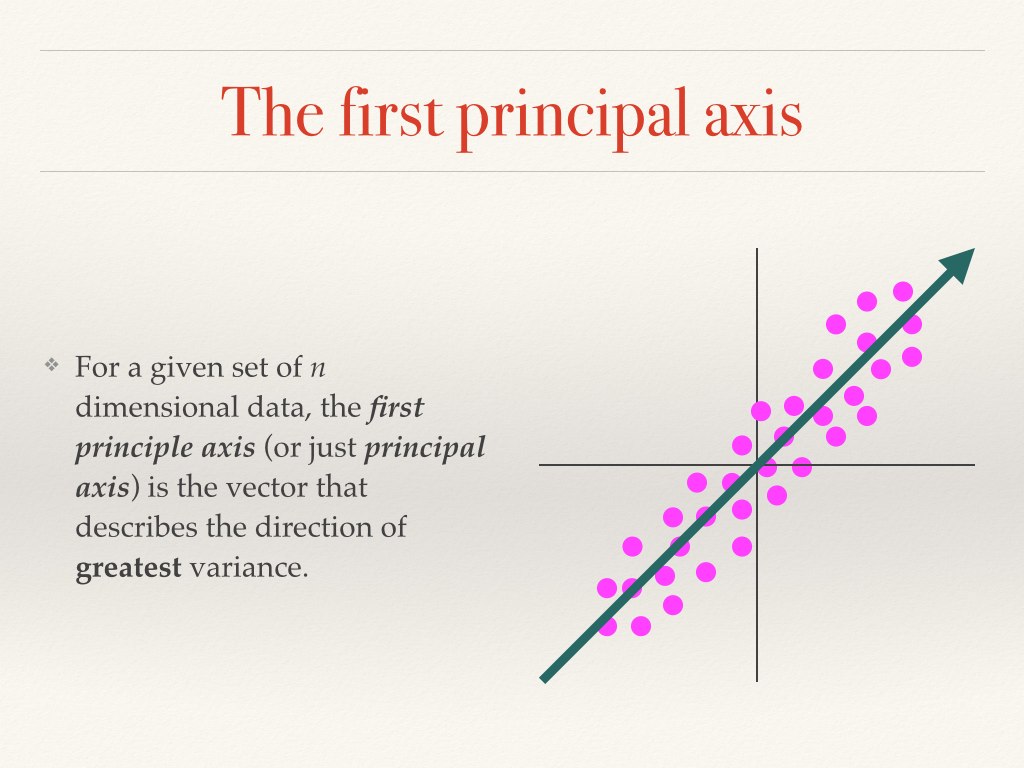 The first principal axis
For a given set of n
dimensional data, the first
principle axis (or just principal
axis) is the vector that
describes the direction of
greatest variance.